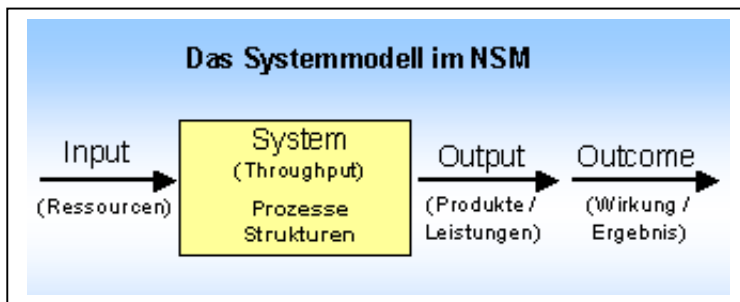 Das Systemmodell im NSM
Input
(Ressourcen)
System
(Throughput)
Prozesse
Strukturen
Output
(Produkte /
Leistungen)
Outcome
(Wirkung /
Ergebnis)